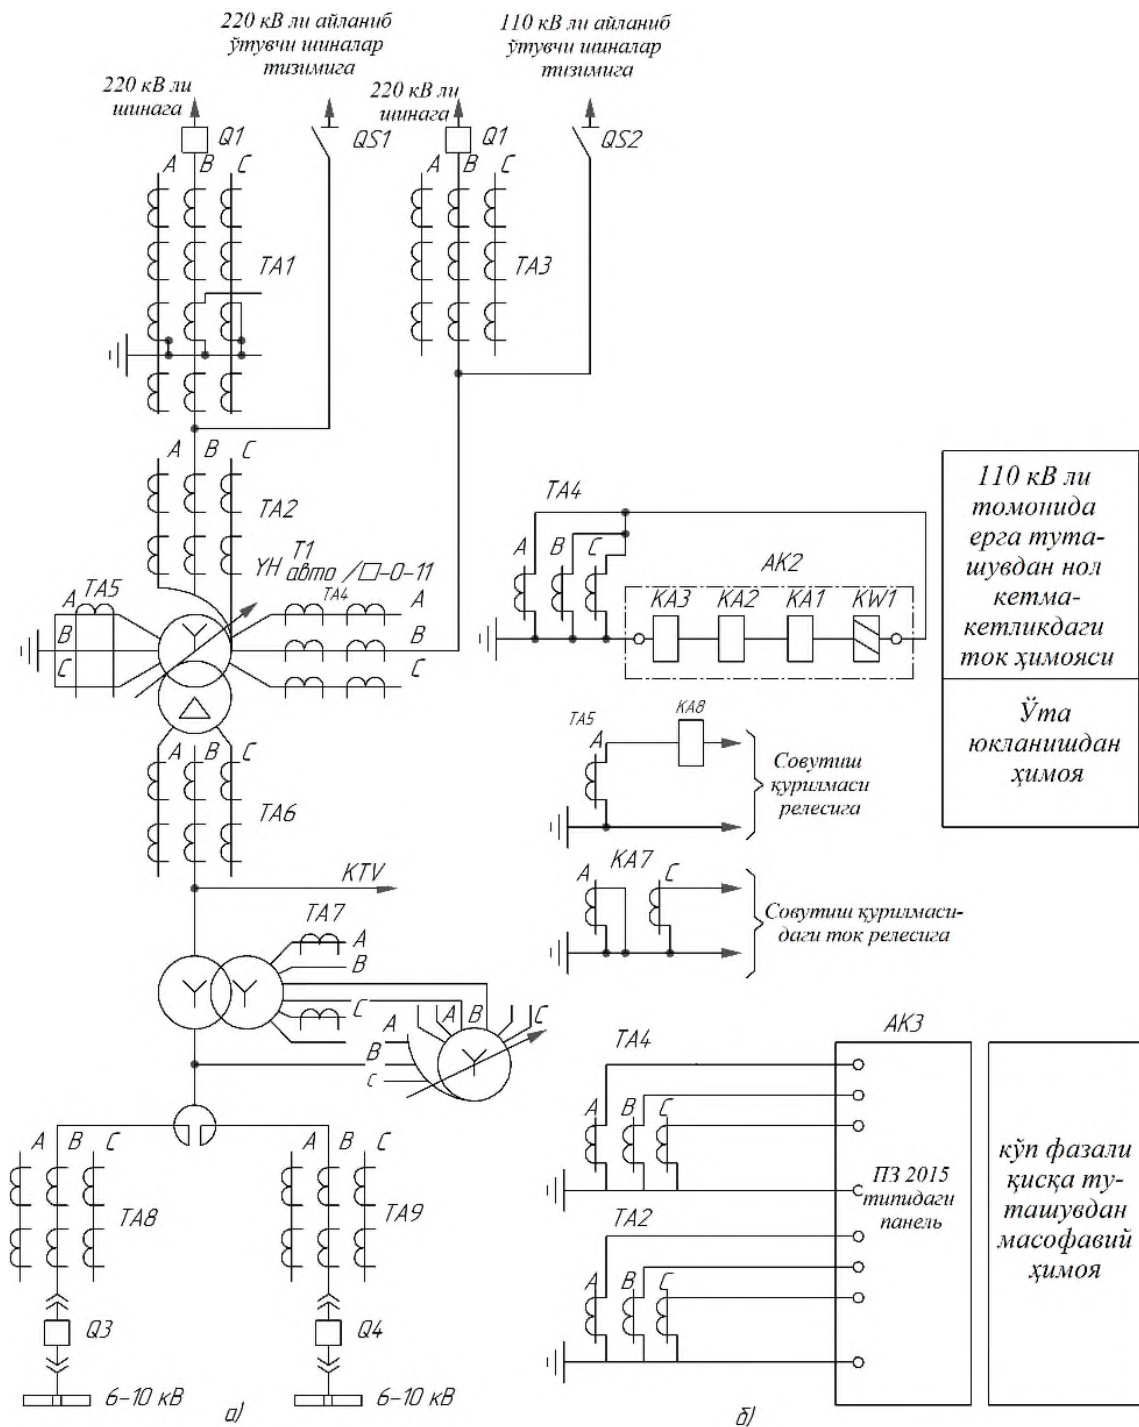 220 кВ ли айланиб
ўтувчи шиналар
тизимига
110 кВ ли айланиб
ўтувчи шиналар
тизимига
220 кВ ли
шинага
220 кВ ли
шинага
Q1
QS1
Q1
QS2
A B C
A B C
TA1
TA3
A B C
TA2
YH T1
авто /□-0-11
TA5
TA4
A
B
C
A
B
C
A B C
TA6
KTV
TA7
A
B
C
A
B
C
A B C
A B C
A B C
TA8
TA9
Q3
Q4
6-10 кВ
6-10 кВ
а)
TA4
A B C
AK2
KA3 KA2 KA1 KW1
110 кВ ли
томонида
ерга тута-
шувдан нол
кетма-
кетликдаги
ток ҳимояси
Ўта
юкланишдан
ҳимоя
TA5
KA8
A
Совутиш
қурилмаси
релесига
KA7
A C
Совутиш қурилмаси-
даги ток релесига
TA4
AK3
A B C
ПЗ 2015
типидаги
панель
TA2
A B C
кўп фазали
қисқа ту-
ташувдан
масофавий
ҳимоя
б)